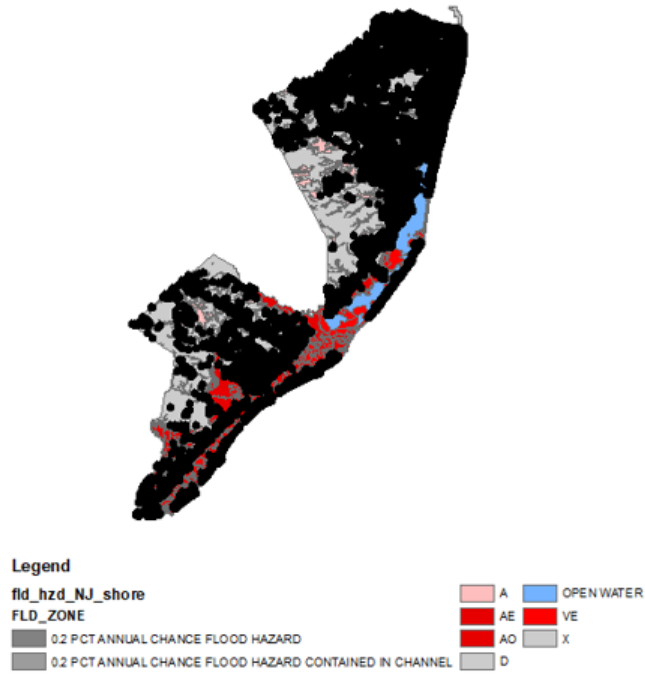 Legend
fld_hzd_NJ_shore
FLD_ZONE
0.2 PCT ANNUAL CHANCE FLOOD HAZARD
0.2 PCT ANNUAL CHANCE FLOOD HAZARD CONTAINED IN CHANNEL
A
AE
AO
D
OPEN WATER
VE
X